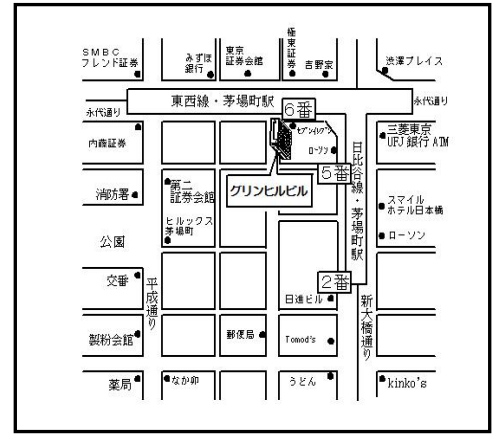 SMBC
フレンド証券
みずほ
銀行
東京
証券会館
極
東
証
券
吉野家
渋澤プレイス
永代通り
東西線・茅場町駅
6番
永代通り
内藤証券
セブンイレブン
ローソン
三菱東京
UFJ 銀行 ATM
5番
日比谷線・茅場町駅
消防署
第二
証券会館
グリンヒルビル
ヒルックス
茅場町
スマイル
ホテル日本橋
ローソン
公園
交番
平成通り
2番
日進ビル
新大橋通り
製粉会館
郵便局
Tomod's
薬局
なか卯
うどん
kinko's